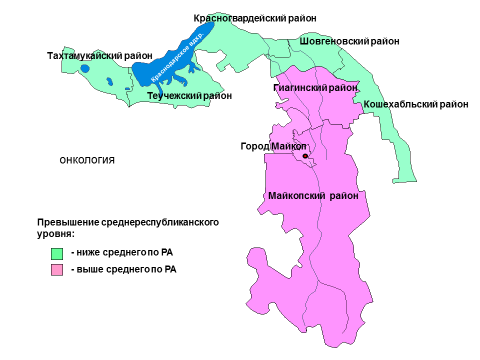 Красногвардейский район
Шовгеновский район
Тахтамукайский район
Краснодарское вдхр.
Гиагинский район
Теучежский район
Кошехабльский район
Город Майкоп
ОНКОЛОГИЯ
Майкопский район
Превышение среднереспубликанского
уровня:
- ниже среднего по РА
- выше среднего по РА